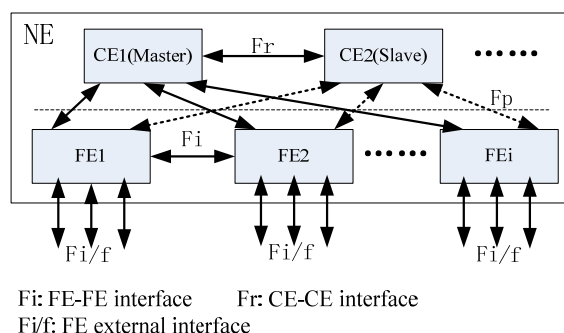 NE
CE1(Master)
Fr
CE2(Slave)
Fp
FE1
Fi
FE2
FEi
Fi/f
Fi/f
Fi/f
Fi: FE-FE interface Fr: CE-CE interface
Fi/f: FE external interface